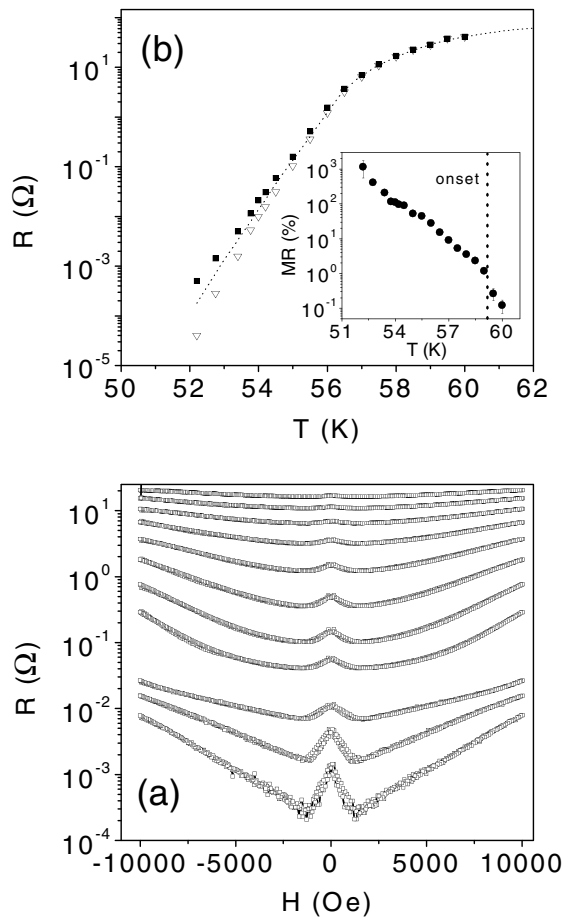 (b)
R (Ω)
10^1
10^-1
10^-3
10^-5
50 52 54 56 58 60 62
T (K)
onset
MR (%)
10^3
10^2
10^1
10^0
10^-1
51 54 57 60
T (K)
R (Ω)
10^1
10^0
10^-1
10^-2
10^-3
10^-4
(a)
-10000 -5000 0 5000 10000
H (Oe)